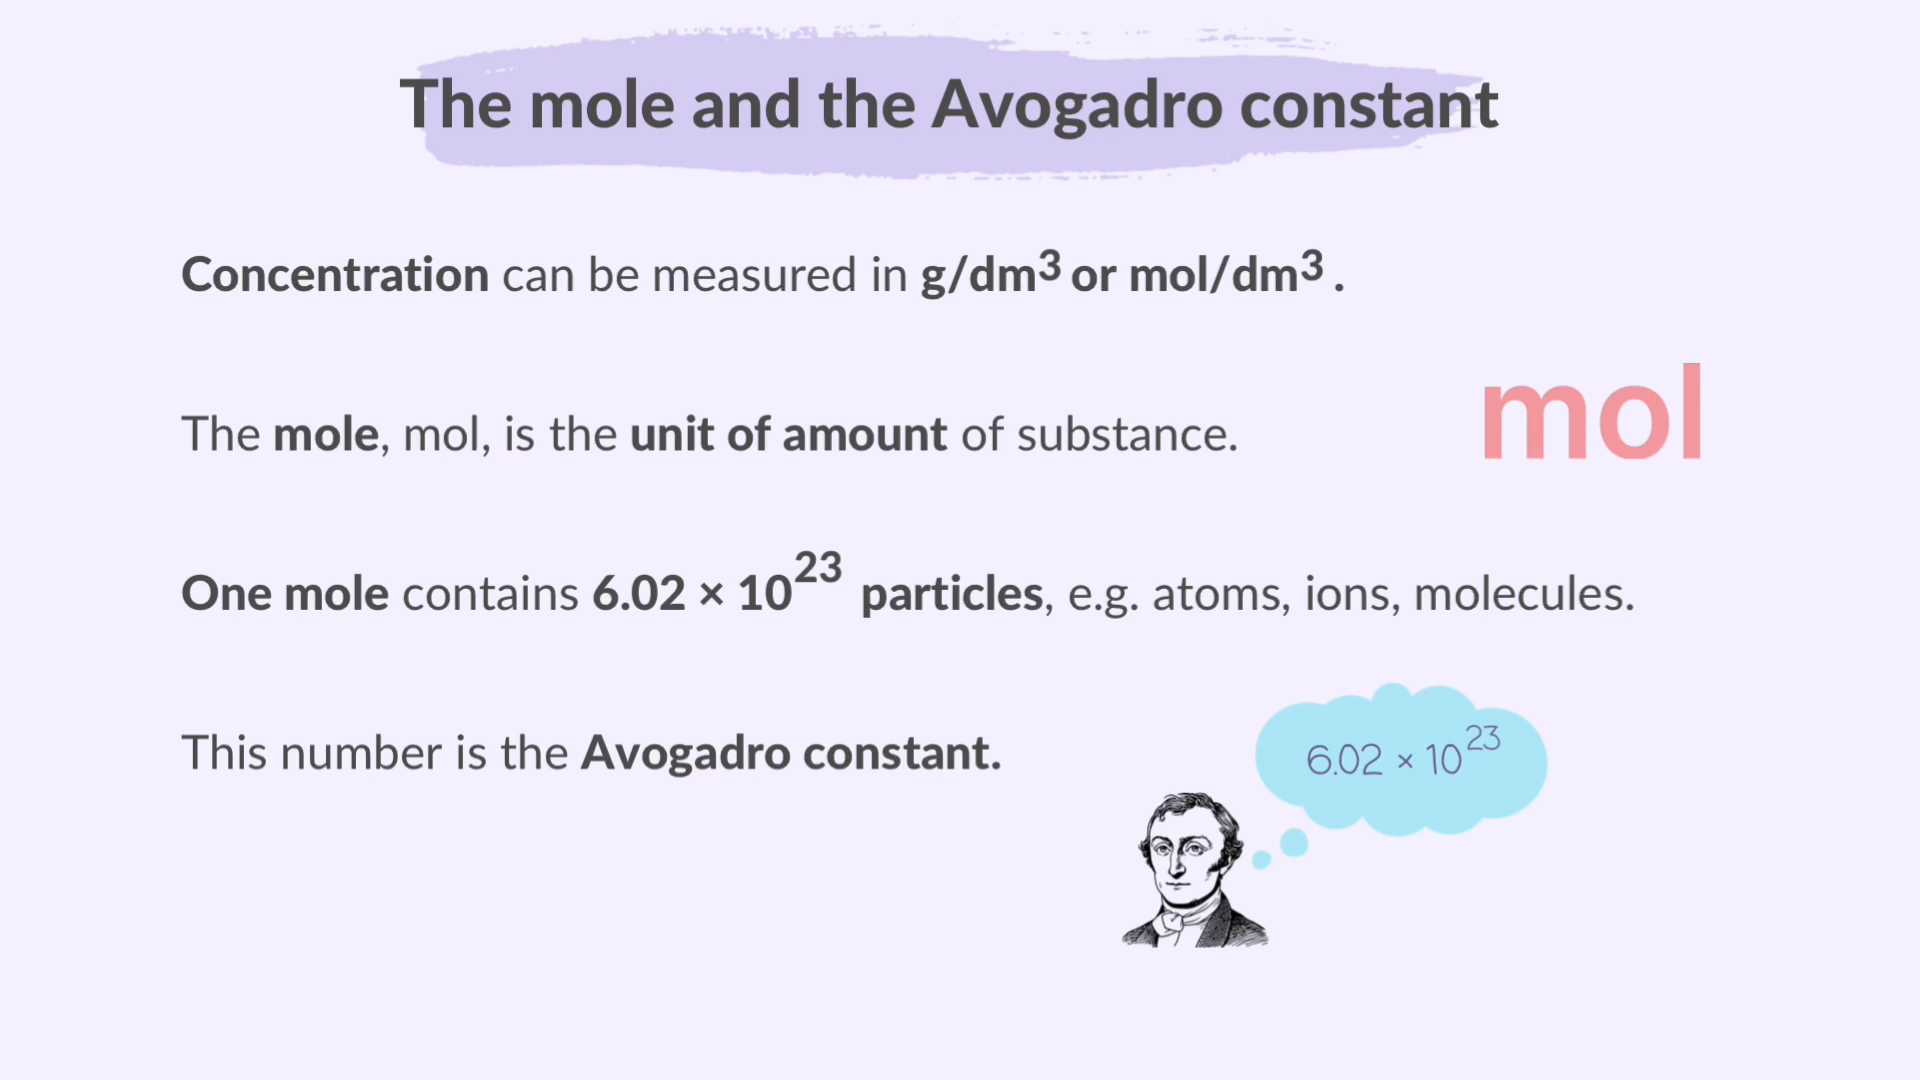 The mole and the Avogadro constant
Concentration can be measured in g/dm³ or mol/dm³ .
mol
The mole, mol, is the unit of amount of substance.
One mole contains 6.02 × 10²³ particles, e.g. atoms, ions, molecules.
This number is the Avogadro constant.
6.02 × 10²³